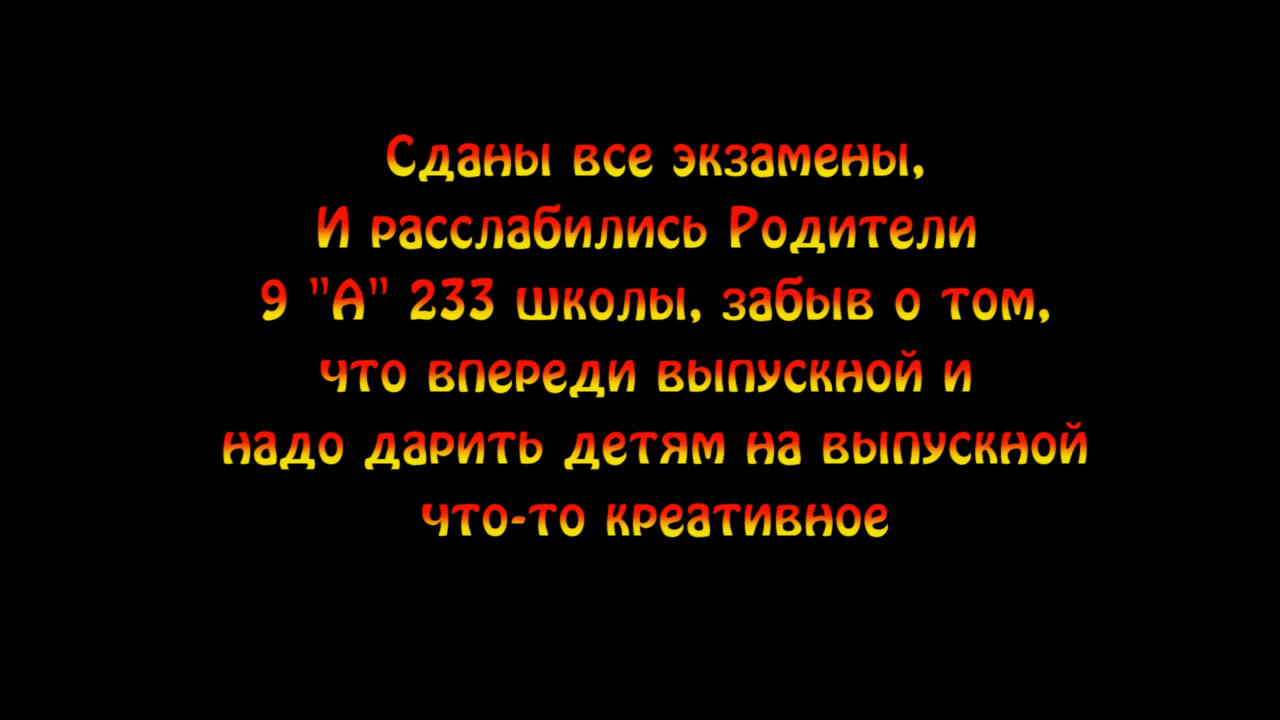 Сданы все экзамены,
И расслабились Родители
9 "А" 233 школы, забыв о том,
что впереди выпускной и
надо дарить детям на выпускной
что-то креативное